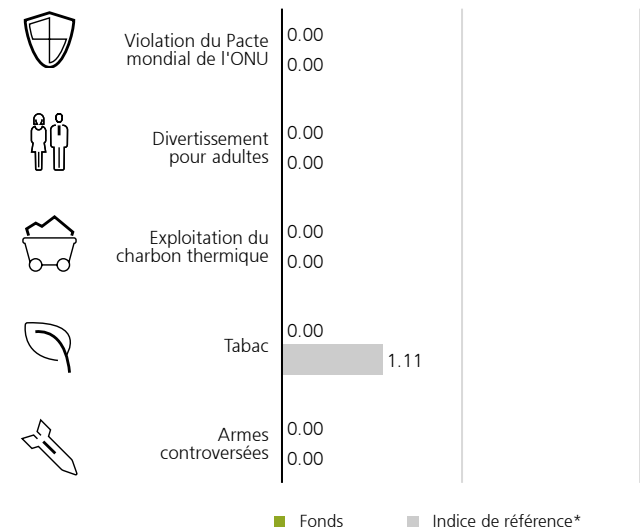 Violation du Pacte
mondial de l'ONU
0.00
0.00
Divertissement
pour adultes
0.00
0.00
Exploitation du
charbon thermique
0.00
0.00
Tabac
0.00
1.11
Armes
controversées
0.00
0.00
Fonds
Indice de référence*